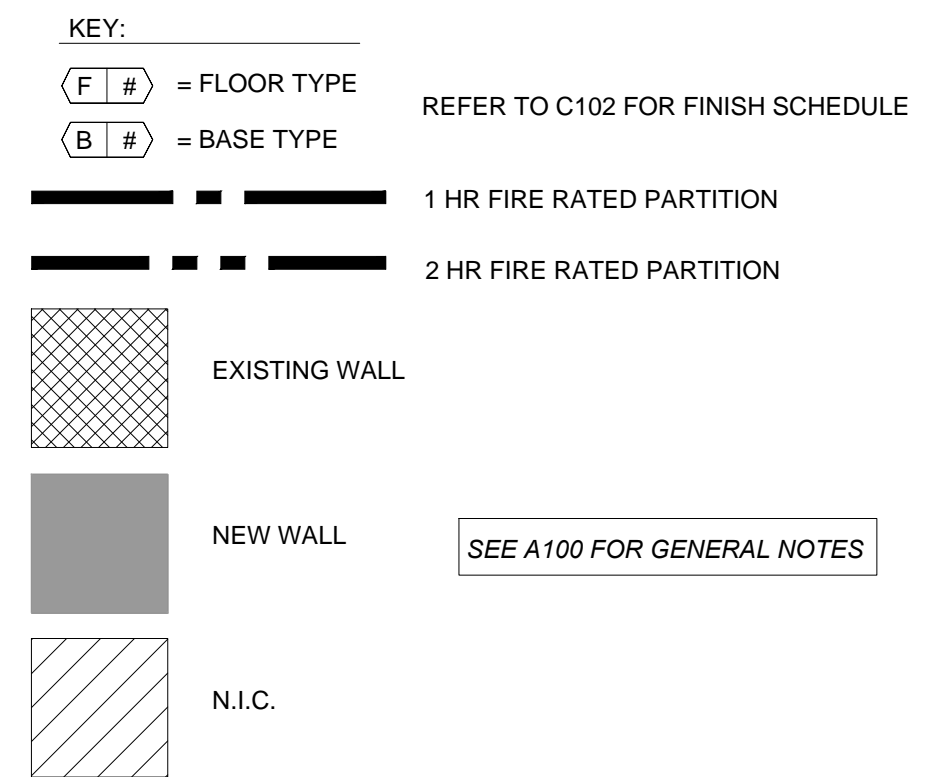 KEY:
F # = FLOOR TYPE
REFER TO C102 FOR FINISH SCHEDULE
B # = BASE TYPE
1 HR FIRE RATED PARTITION
2 HR FIRE RATED PARTITION
EXISTING WALL
NEW WALL
SEE A100 FOR GENERAL NOTES
N.I.C.